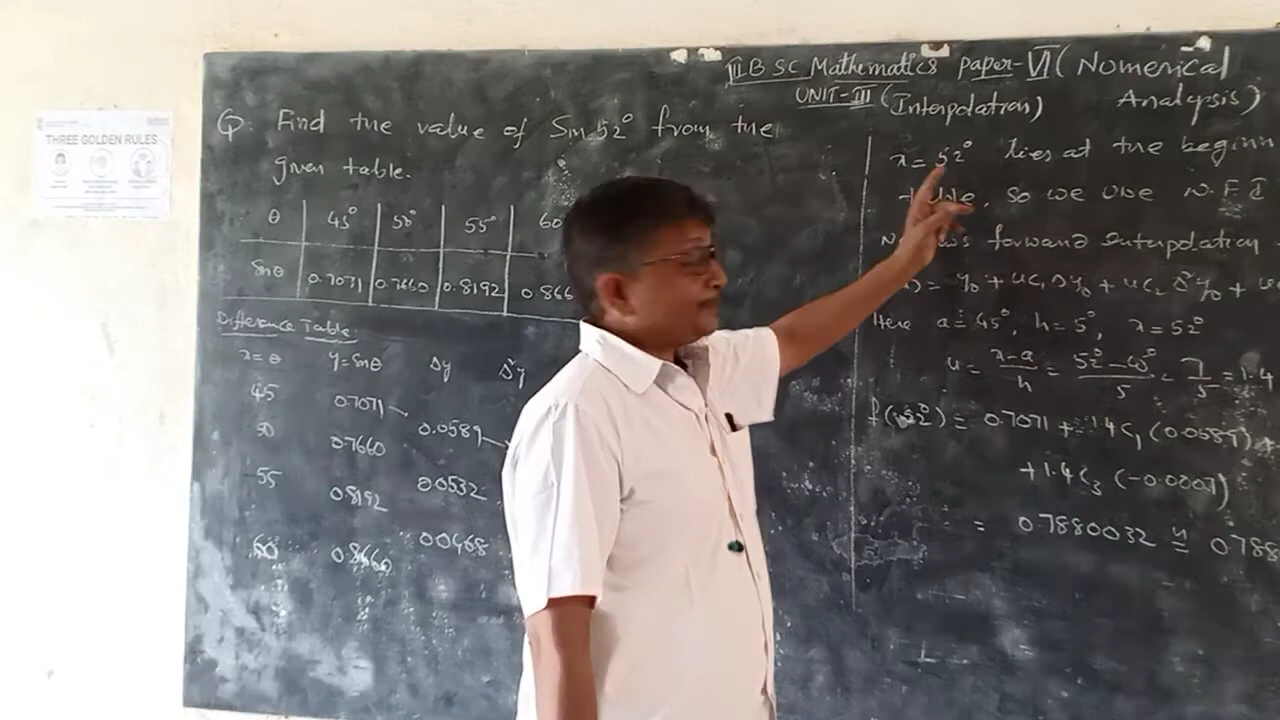 THREE GOLDEN RULES
III B SC Mathematics paper-VI (Numerical
UNIT-III (Interpolation) Analysis)
Q: Find the value of Sin 52° from the
given table.
θ 45° 50° 55° 60
Sinθ 0.7071 0.7660 0.8192 0.866
Difference Table:
x=θ y=Sinθ Δy Δ²y
45 0.7071
0.0589
50 0.7660
0.0532
55 0.8192
0.0468
60 0.8660
x=52° lies at the beginn
table, so we use N.F.I
forward interpolation
= y₀ + uC₁ Δy₀ + uC₂ Δ²y₀ +
Here a=45°, h=5°, x=52°
u = x-a/h = 52°-45°/5 = 7/5 = 1.4
f(52°) = 0.7071 + 1.4C₁ (0.0589) +
+1.4C₃ (-0.0007)
= 0.7880032 ≃ 0.788